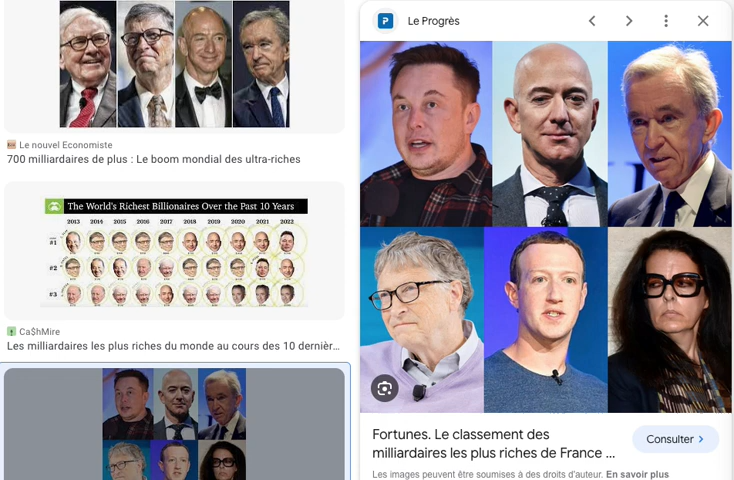 Le nouvel Economiste
700 milliardaires de plus : Le boom mondial des ultra-riches
The World's Richest Billionaires Over the Past 10 Years
2013 2014 2015 2016 2017 2018 2019 2020 2021 2022
#1
#2
#3
Ca$hMire
Les milliardaires les plus riches du monde au cours des 10 dernièr...
Le Progrès
Fortunes. Le classement des
milliardaires les plus riches de France ...
Consulter
Les images peuvent être soumises à des droits d'auteur. En savoir plus